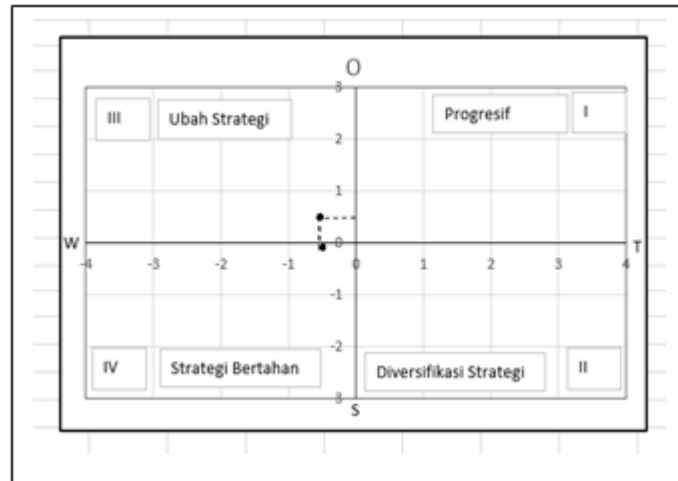 O
3
III Ubah Strategi Progresif I
2
1
W 0 T
-4 -3 -2 -1 0 1 2 3 4
-1
-2
IV Strategi Bertahan Diversifikasi Strategi II
3
S